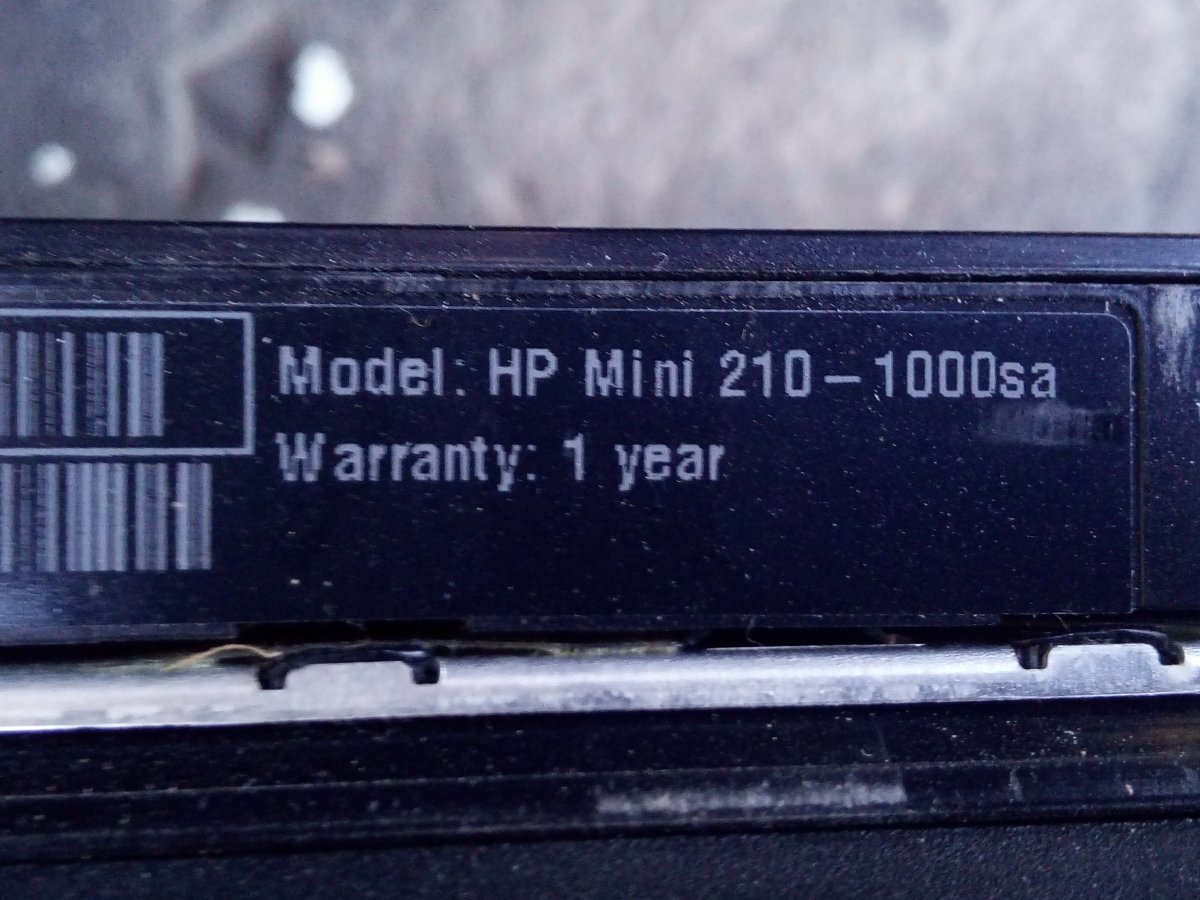 Model: HP Mini 210-1000sa
Warranty: 1 year